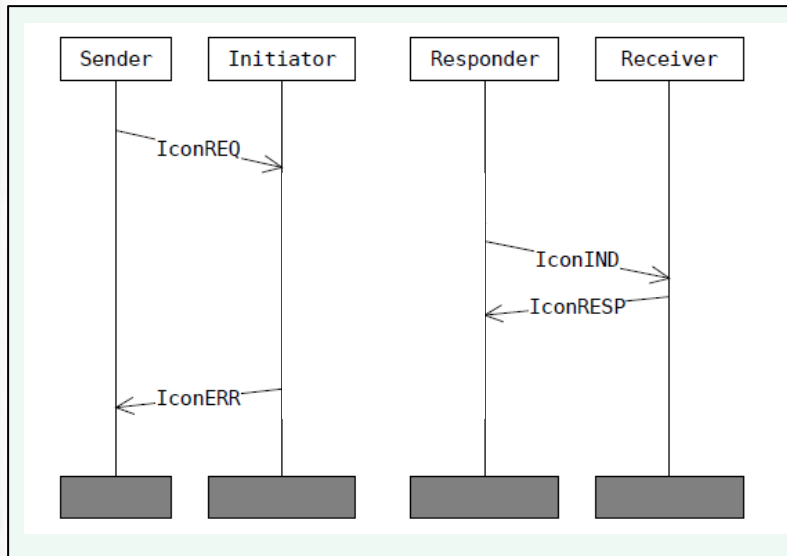 Sender Initiator Responder Receiver
IconREQ
IconIND
IconRESP
IconERR